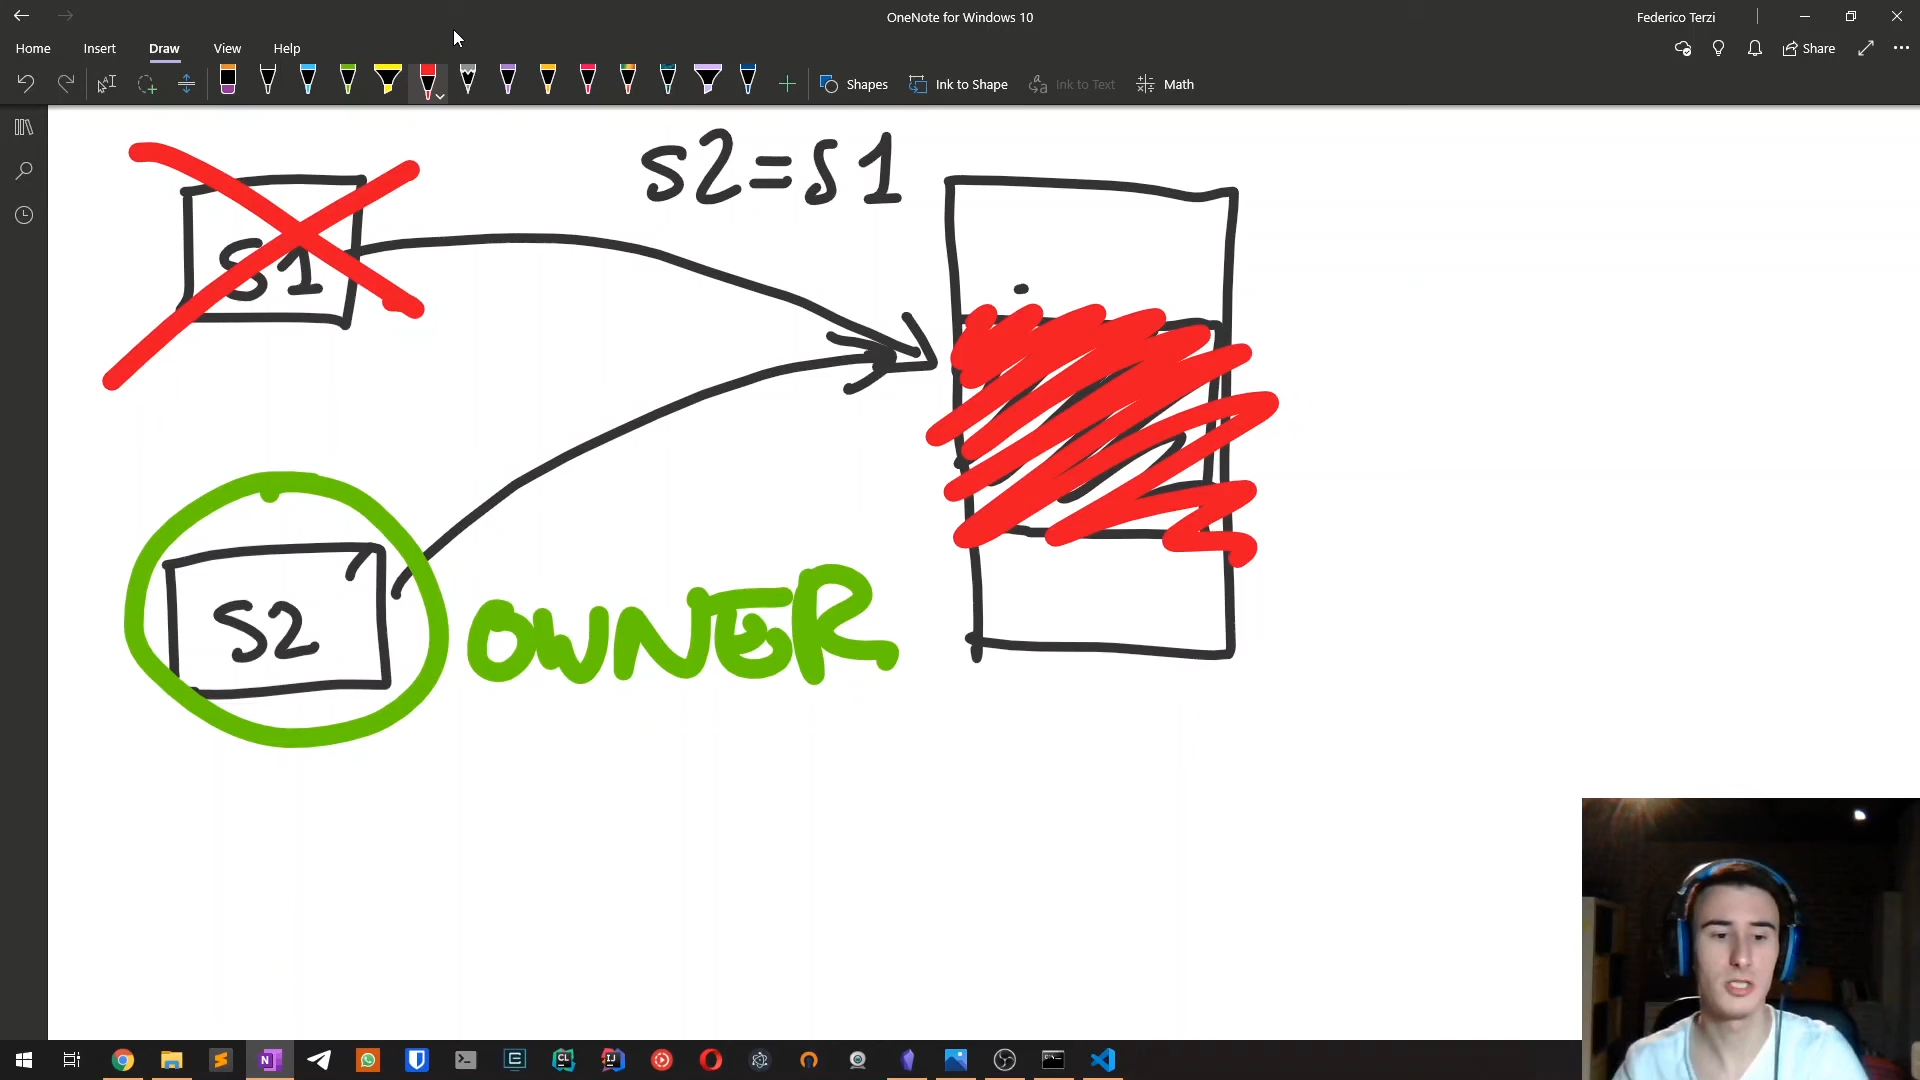 OneNote for Windows 10
Federico Terzi
Home Insert Draw View Help
Share
Shapes Ink to Shape Ink to Text Math
S2=S1
S1
S2
OWNER